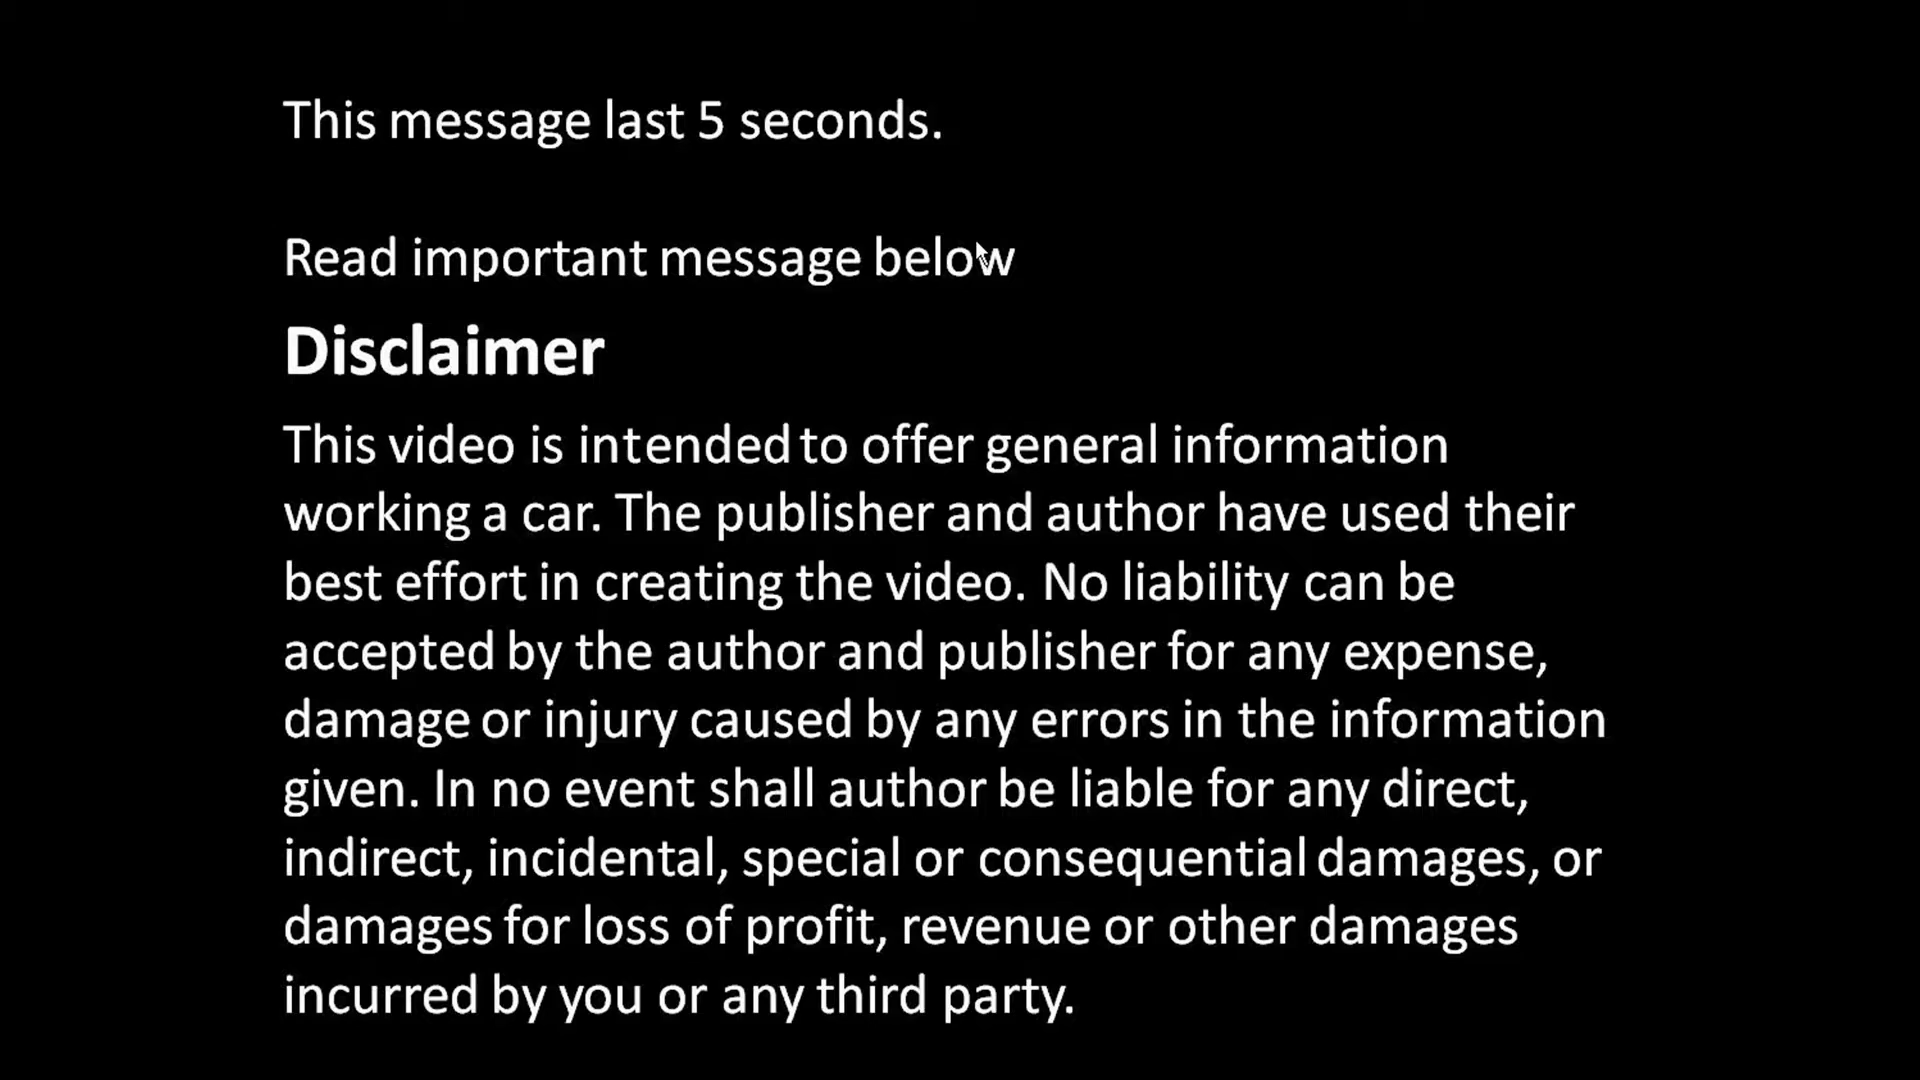 This message last 5 seconds.
Read important message below
Disclaimer
This video is intended to offer general information
working a car. The publisher and author have used their
best effort in creating the video. No liability can be
accepted by the author and publisher for any expense,
damage or injury caused by any errors in the information
given. In no event shall author be liable for any direct,
indirect, incidental, special or consequential damages, or
damages for loss of profit, revenue or other damages
incurred by you or any third party.